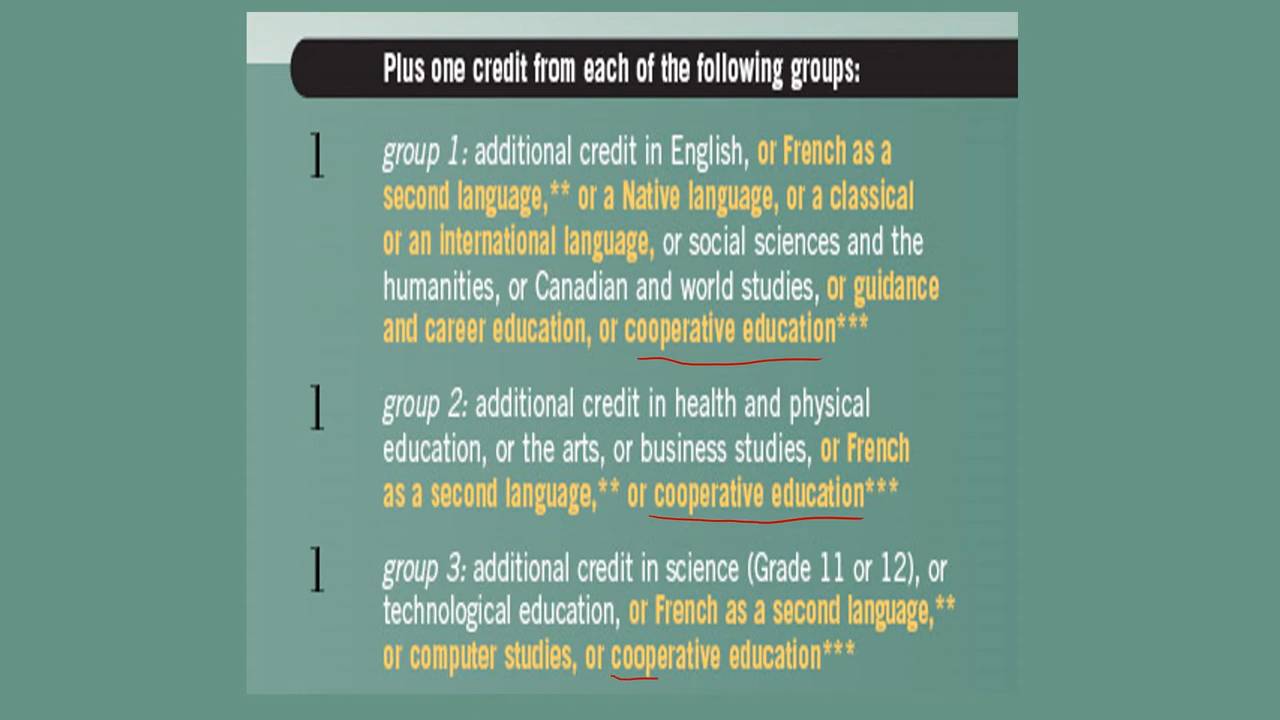 Plus one credit from each of the following groups:
1 group 1: additional credit in English, or French as a
second language,** or a Native language, or a classical
or an international language, or social sciences and the
humanities, or Canadian and world studies, or guidance
and career education, or cooperative education***
1 group 2: additional credit in health and physical
education, or the arts, or business studies, or French
as a second language,** or cooperative education***
1 group 3: additional credit in science (Grade 11 or 12), or
technological education, or French as a second language,**
or computer studies, or cooperative education***